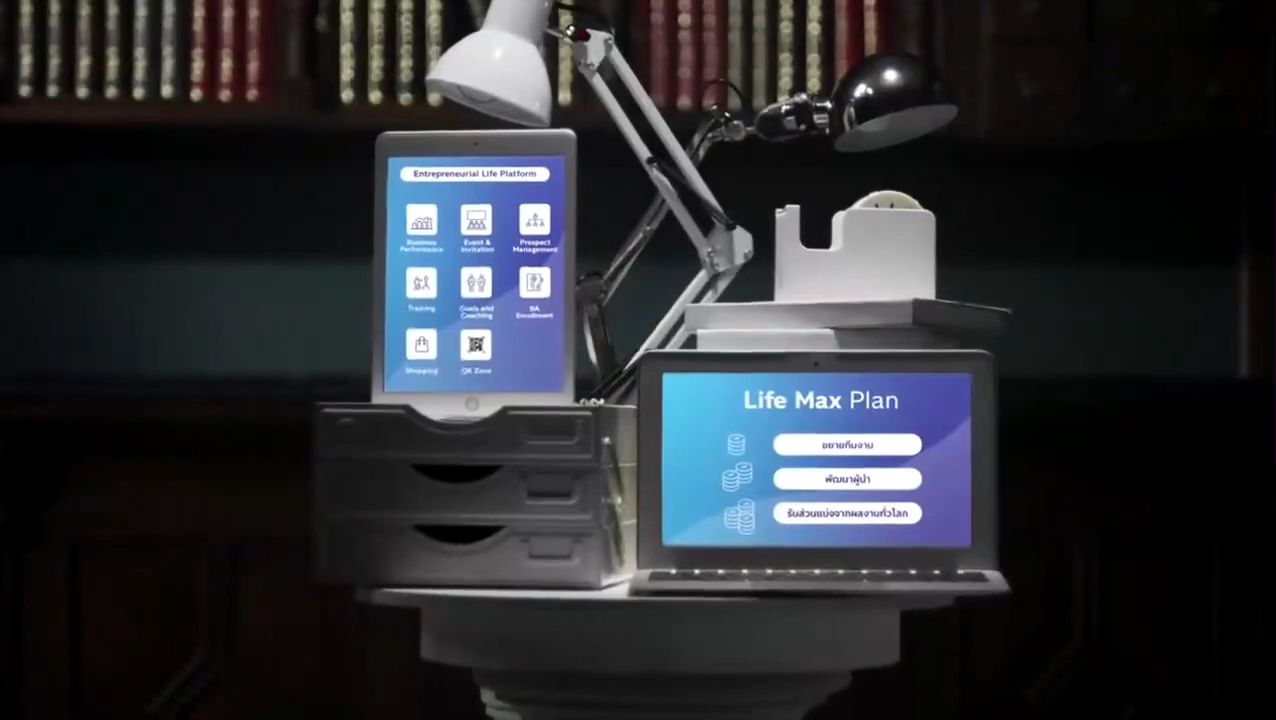 Entrepreneurial Life Platform
Business
Performance
Event &
Invitation
Prospect
Management
Training
Goals and
Coaching
BA
Enrollment
Shopping
QR Zone
Life Max Plan
ขยายทีมงาน
พัฒนาผู้นำ
รับส่วนแบ่งจากผลงานทั่วโลก